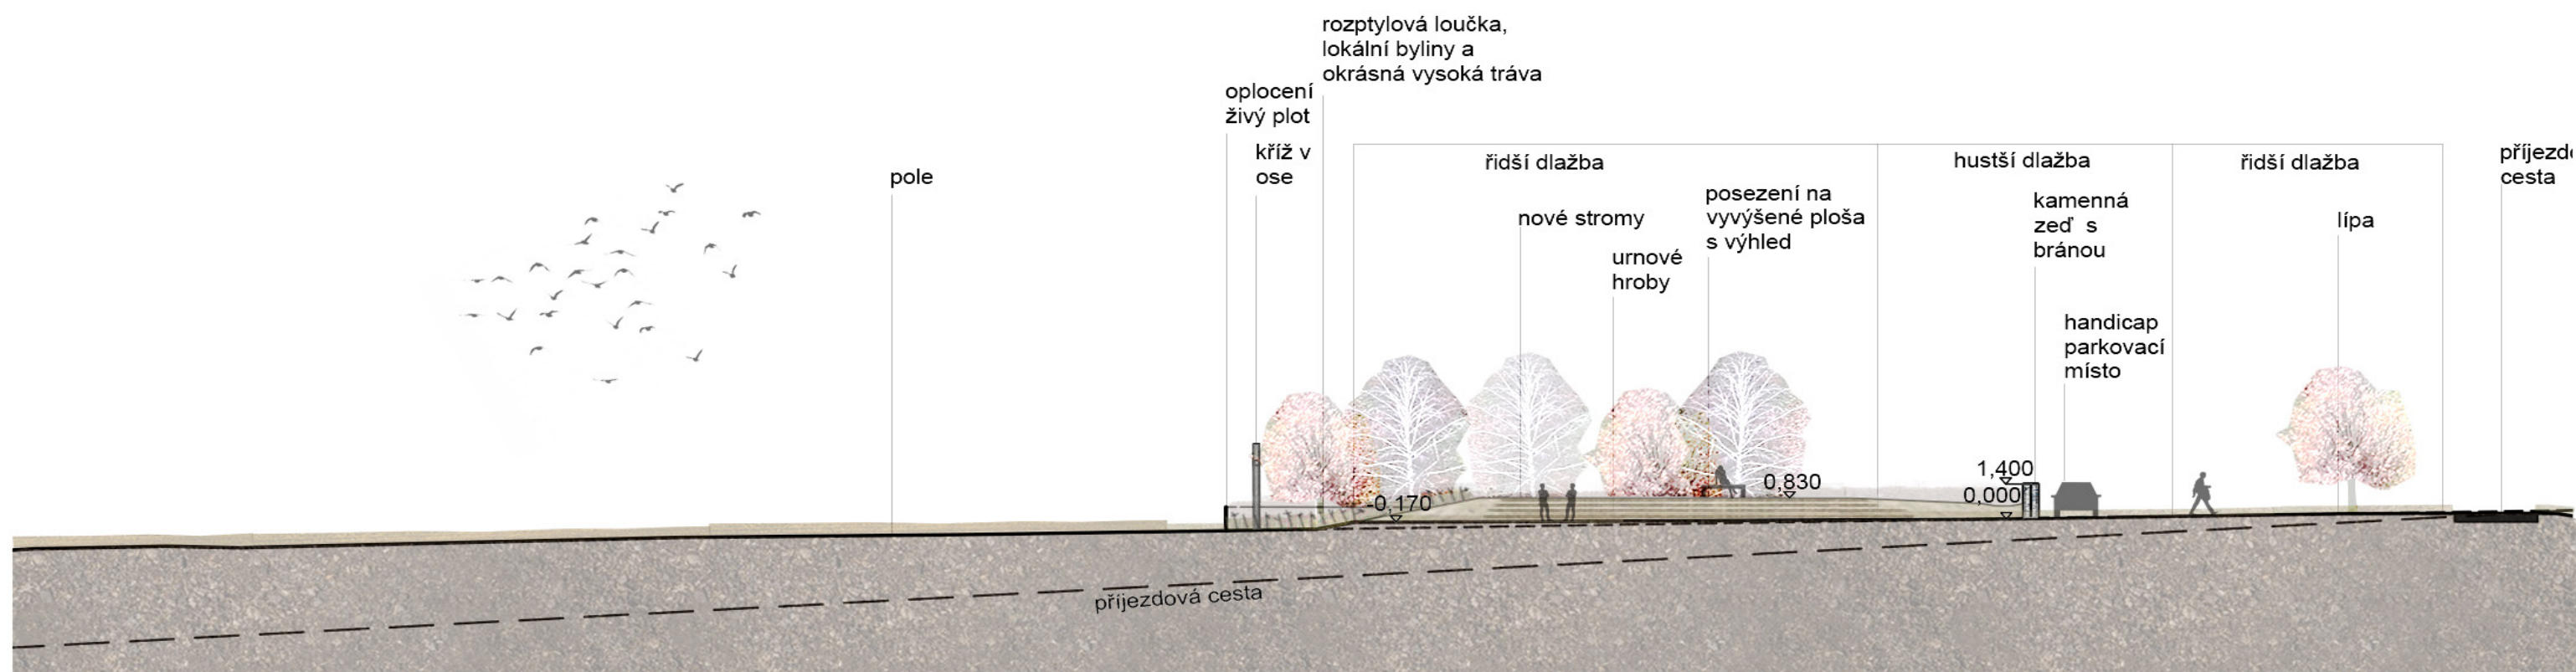 rozptylová loučka,
lokální byliny a
okrásná vysoká tráva
oplocení
živý plot
kříž v
ose
pole
řidší dlažba
hustší dlažba
řidší dlažba
příjezd
cesta
nové stromy
urnové
hroby
posezení na
vyvýšené ploša
s výhled
kamenná
zeď s
bránou
lípa
handicap
parkovací
místo
1,400
0,000
0,830
-0,170
příjezdová cesta